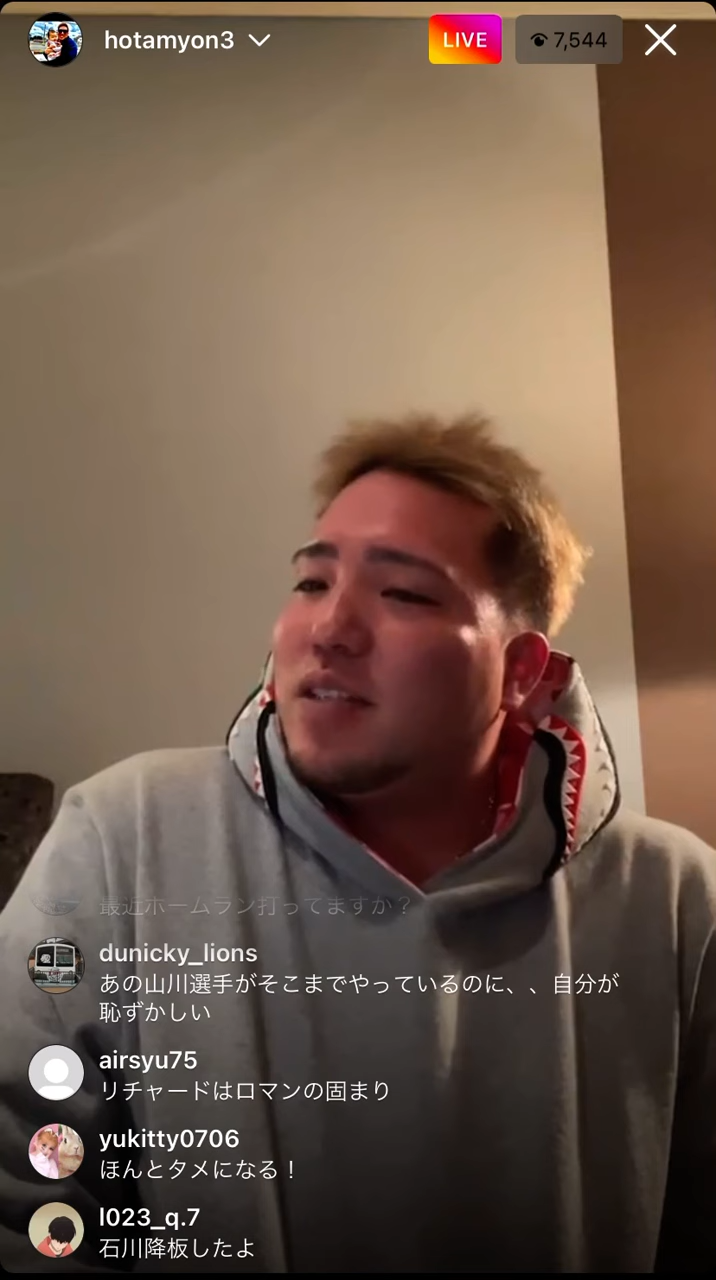 hotamyon3
LIVE
7,544
最近ホームラン打ってますか？
dunicky_lions
あの山川選手がそこまでやっているのに、、自分が
恥ずかしい
airsyu75
リチャードはロマンの固まり
yukitty0706
ほんとタメになる！
l023_q.7
石川降板したよ